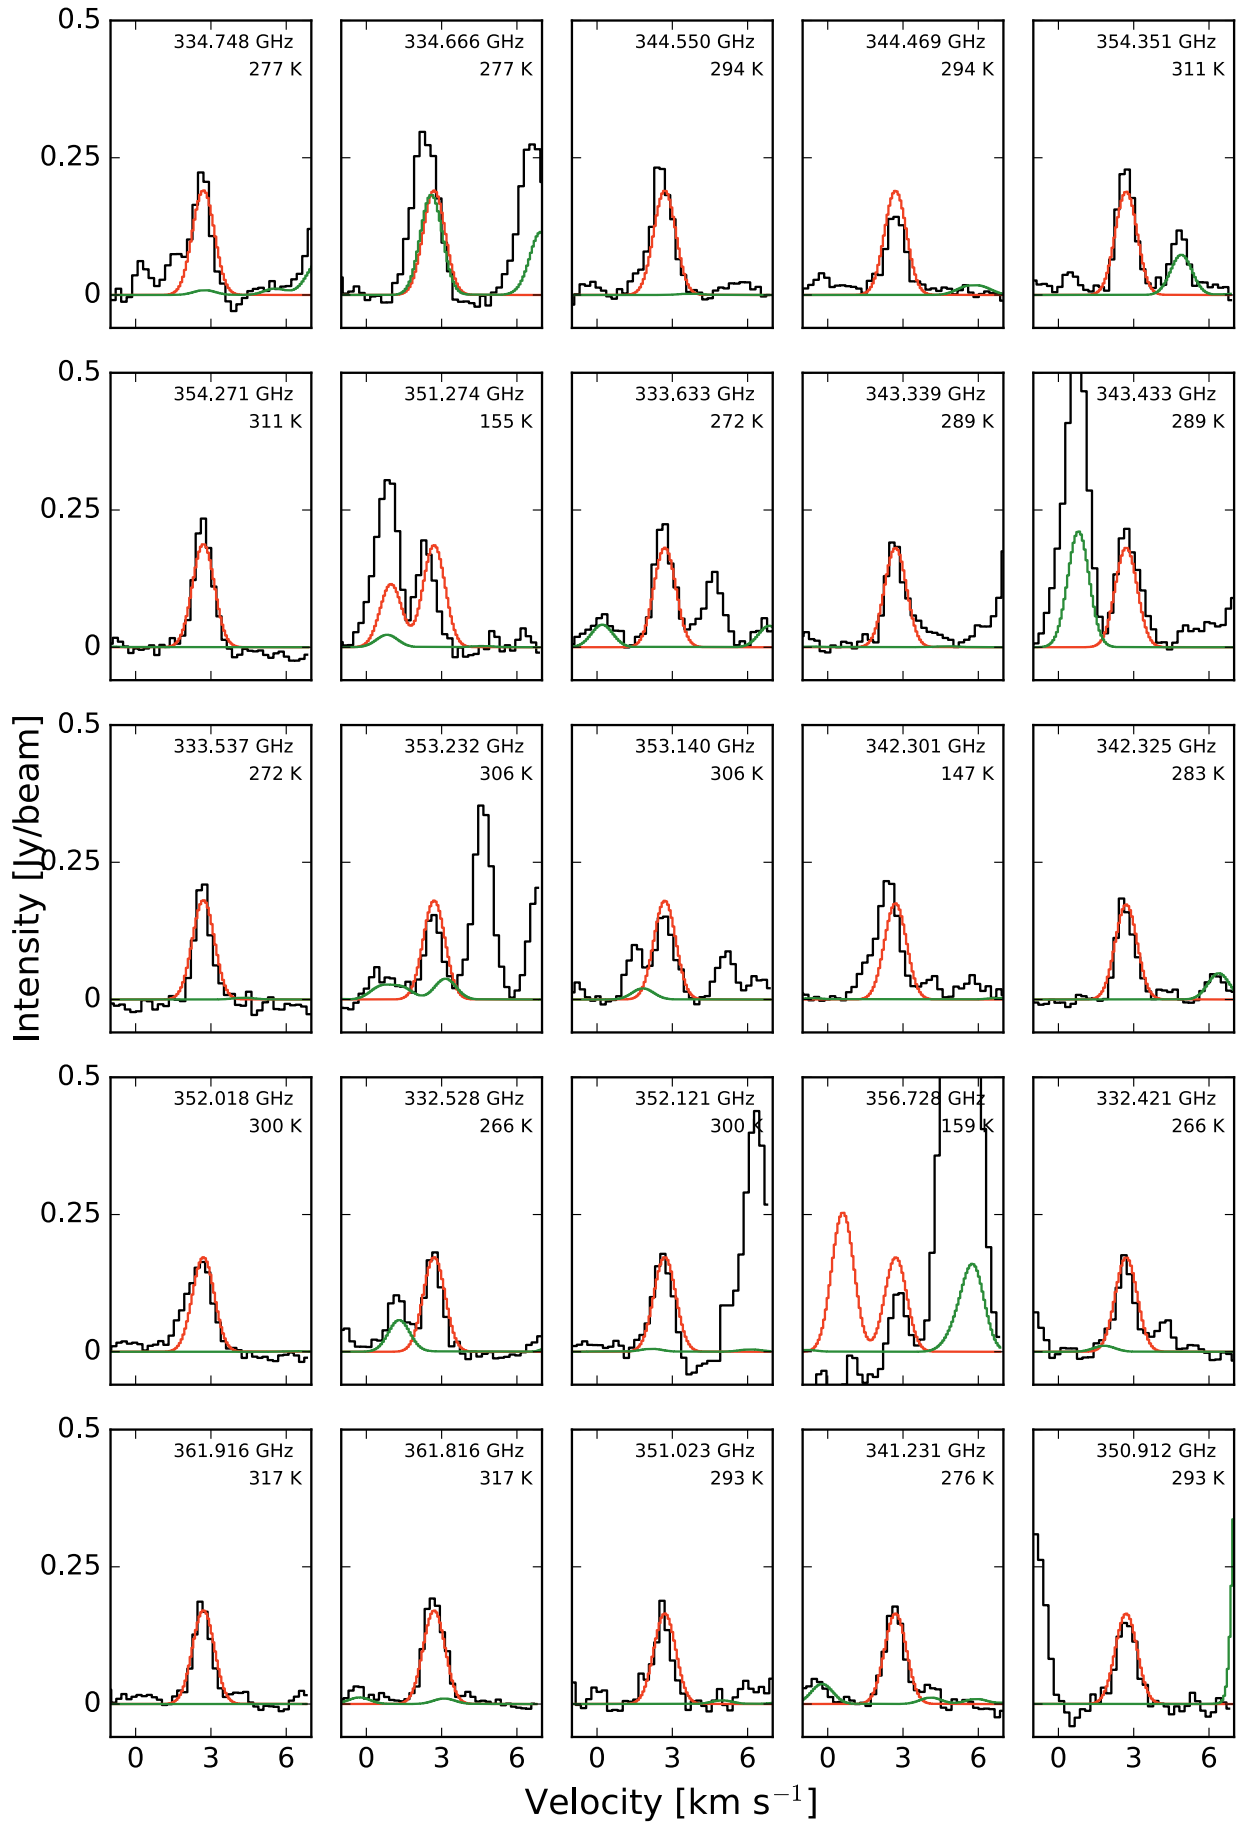 0.5
334.748 GHz
277 K
334.666 GHz
277 K
344.550 GHz
294 K
344.469 GHz
294 K
354.351 GHz
311 K
0.25
0
0.5
354.271 GHz
311 K
351.274 GHz
155 K
333.633 GHz
272 K
343.339 GHz
289 K
343.433 GHz
289 K
0.25
0
0.5
333.537 GHz
272 K
353.232 GHz
306 K
353.140 GHz
306 K
342.301 GHz
147 K
342.325 GHz
283 K
0.25
0
Intensity [Jy/beam]
0.5
352.018 GHz
300 K
332.528 GHz
266 K
352.121 GHz
300 K
356.728 GHz
159 K
332.421 GHz
266 K
0.25
0
0.5
361.916 GHz
317 K
361.816 GHz
317 K
351.023 GHz
293 K
341.231 GHz
276 K
350.912 GHz
293 K
0.25
0
0 3 6 0 3 6 0 3 6 0 3 6 0 3 6
Velocity [km s⁻¹]